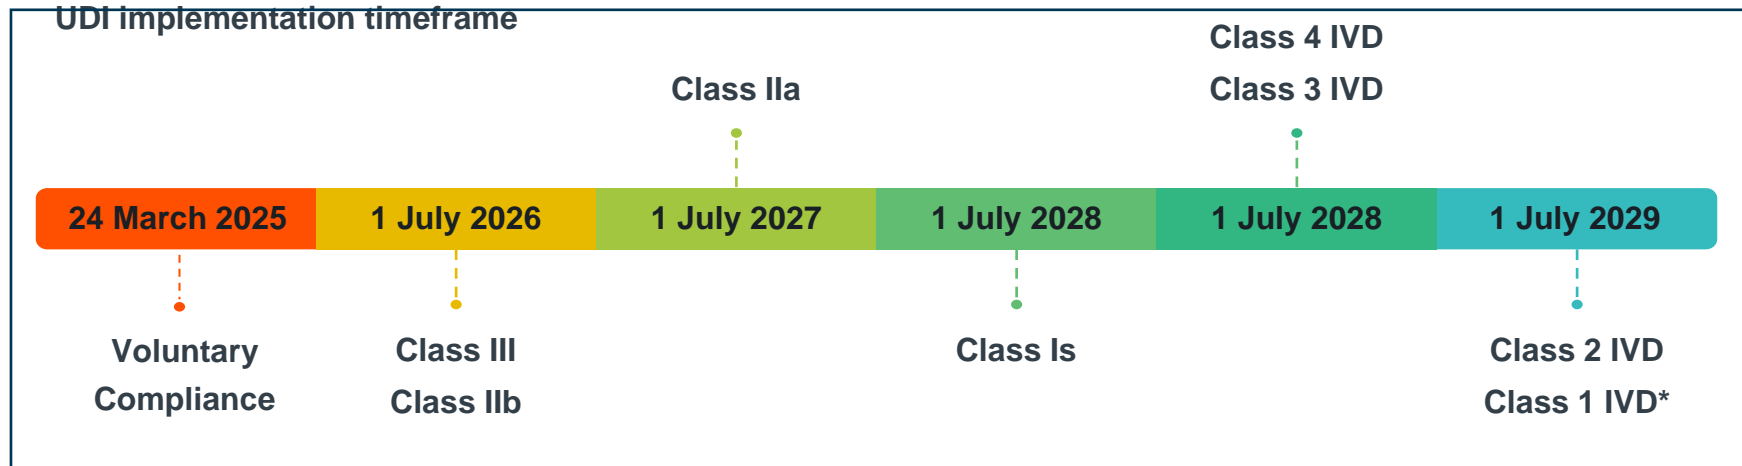 UDI implementation timeframe
Class 4 IVD
Class IIa
Class 3 IVD
24 March 2025
1 July 2026
1 July 2027
1 July 2028
1 July 2028
1 July 2029
Voluntary
Compliance
Class III
Class IIb
Class Is
Class 2 IVD
Class 1 IVD*